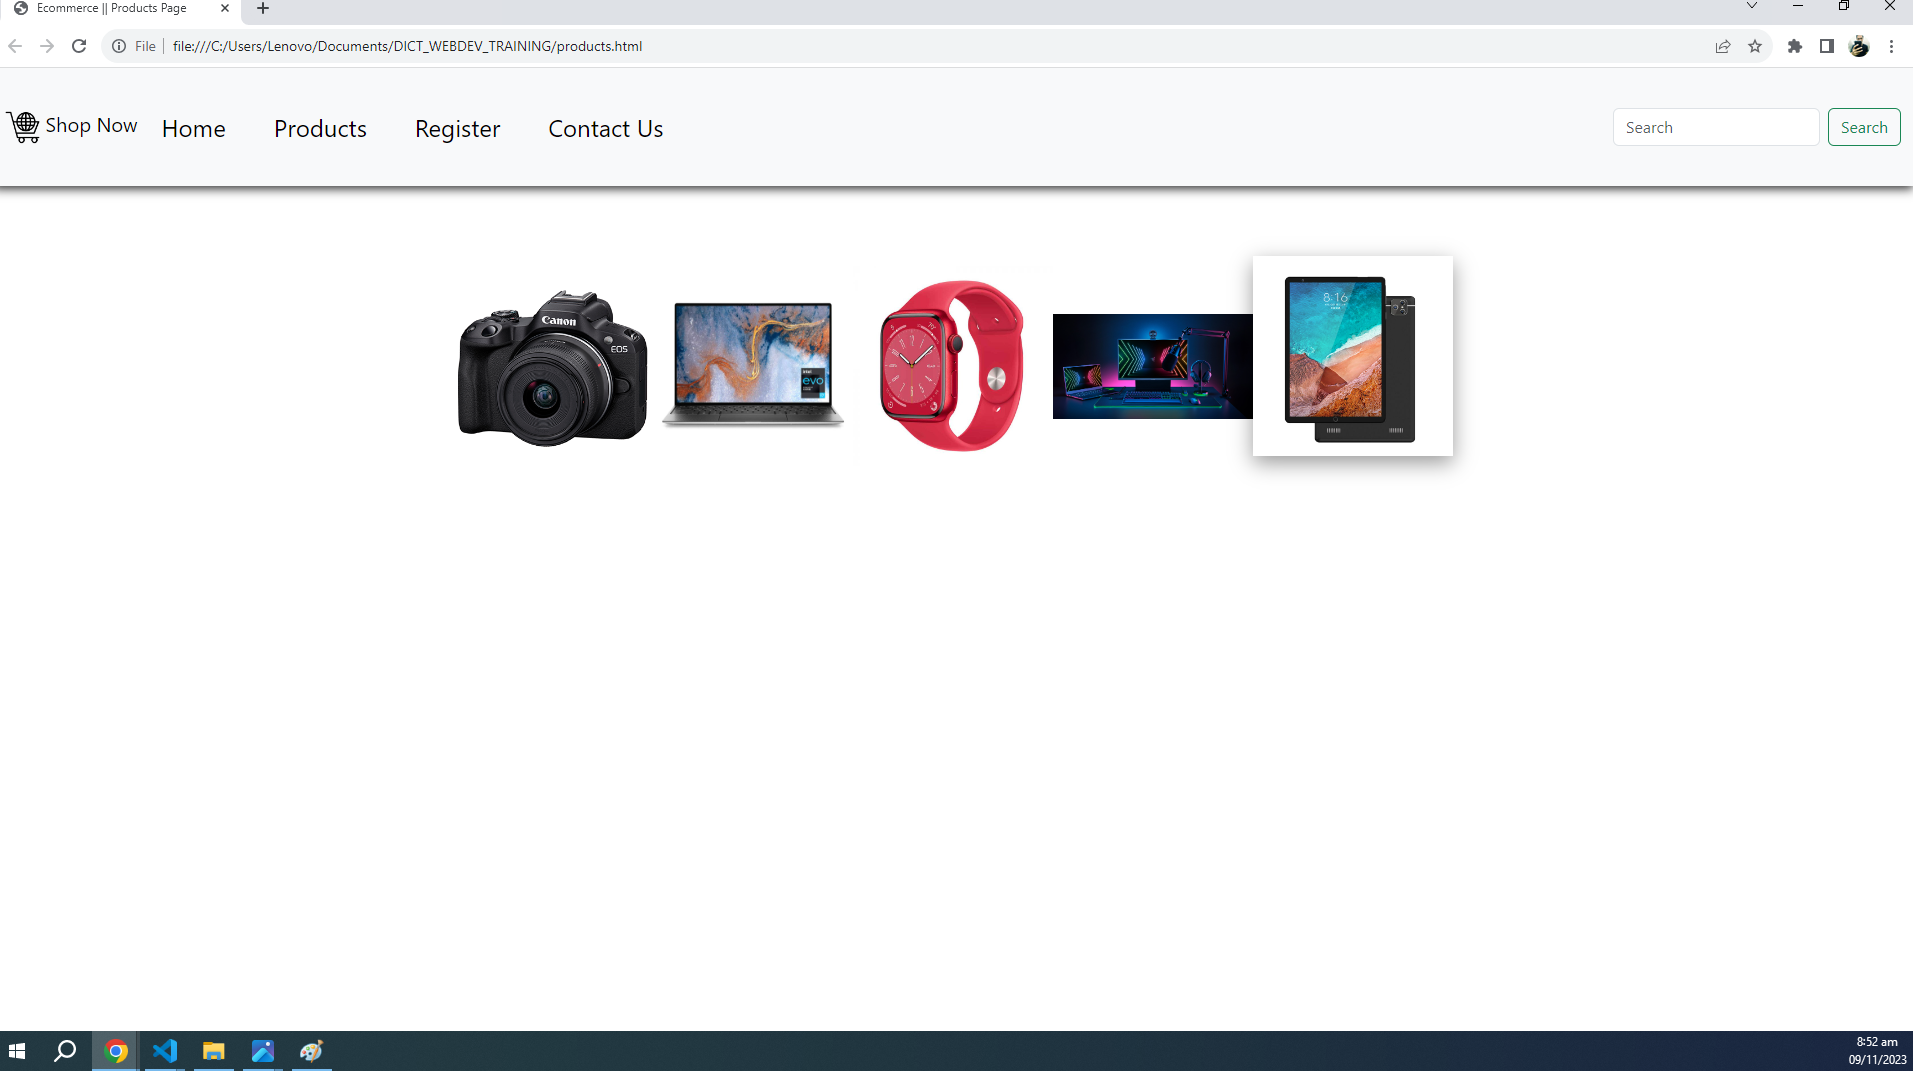 Ecommerce || Products Page
File
file:///C:/Users/Lenovo/Documents/DICT_WEBDEV_TRAINING/products.html
Shop Now
Home
Products
Register
Contact Us
Search
Search
Canon
EOS
evo
8:16
8:52 am
09/11/2023